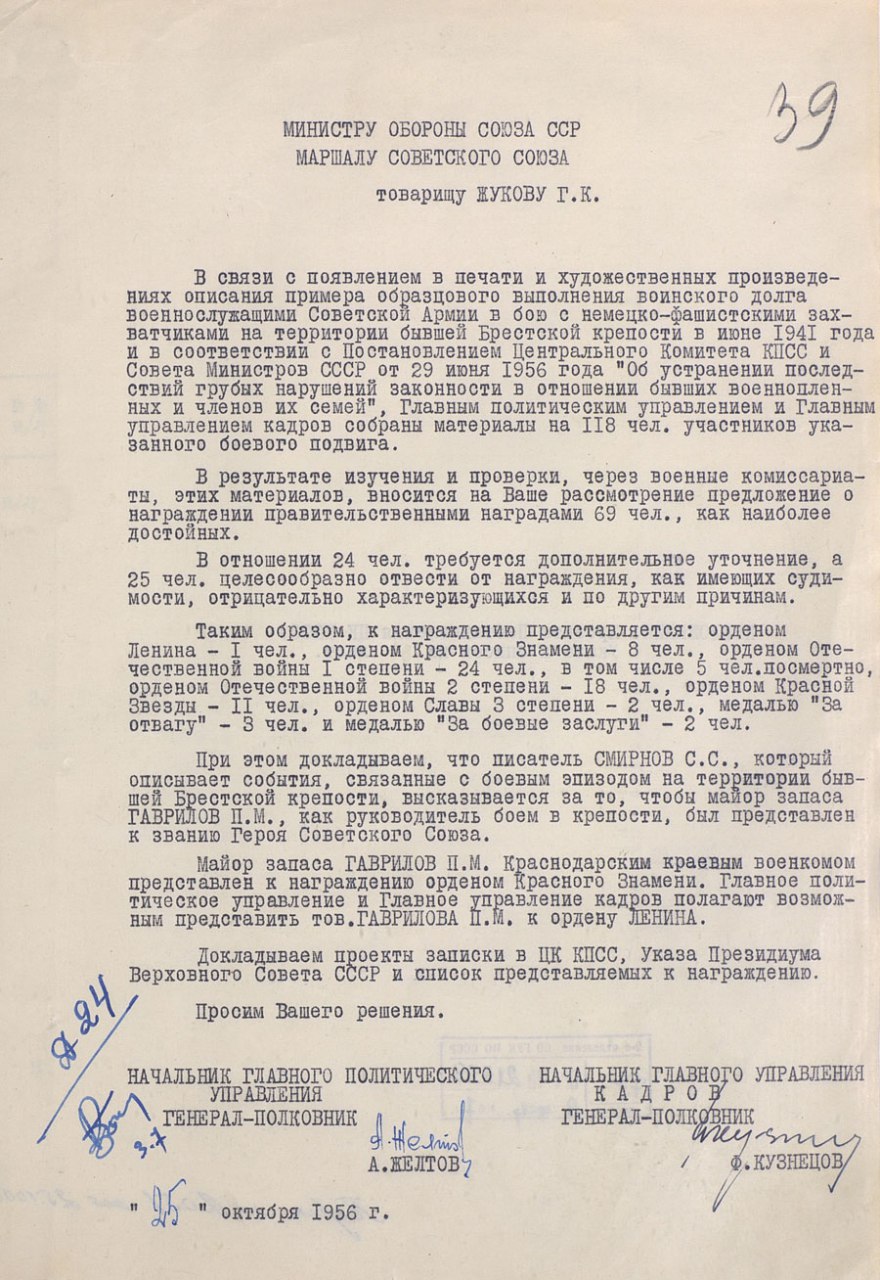 39
МИНИСТРУ ОБОРОНЫ СОЮЗА ССР
МАРШАЛУ СОВЕТСКОГО СОЮЗА
товарищу ЖУКОВУ Г.К.
В связи с появлением в печати и художественных произведе-
ниях описания примера образцового выполнения воинского долга
военнослужащими Советской Армии в бою с немецко-фашистскими зах-
ватчиками на территории бывшей Брестской крепости в июне 1941 года
и в соответствии с Постановлением Центрального Комитета КПСС и
Совета Министров СССР от 29 июня 1956 года "Об устранении послед-
ствий грубых нарушений законности в отношении бывших военноплен-
ных и членов их семей", Главным политическим управлением и Главным
управлением кадров собраны материалы на 118 чел. участников ука-
занного боевого подвига.
В результате изучения и проверки, через военные комиссариа-
ты, этих материалов, вносится на Ваше рассмотрение предложение о
награждении правительственными наградами 69 чел., как наиболее
достойных.
В отношении 24 чел. требуется дополнительное уточнение, а
25 чел. целесообразно отвести от награждения, как имеющих суди-
мости, отрицательно характеризующихся и по другим причинам.
Таким образом, к награждению представляется: орденом
Ленина - I чел., орденом Красного Знамени - 8 чел., орденом Оте-
чественной войны I степени - 24 чел., в том числе 5 чел.посмертно,
орденом Отечественной войны 2 степени - 18 чел., орденом Красной
Звезды - II чел., орденом Славы 3 степени - 2 чел., медалью "За
отвагу" - 3 чел. и медалью "За боевые заслуги" - 2 чел.
При этом докладываем, что писатель СМИРНОВ С.С., который
описывает события, связанные с боевым эпизодом на территории быв-
шей Брестской крепости, высказывается за то, чтобы майор запаса
ГАВРИЛОВ П.М., как руководитель боем в крепости, был представлен
к званию Героя Советского Союза.
Майор запаса ГАВРИЛОВ П.М. Краснодарским краевым военкомом
представлен к награждению орденом Красного Знамени. Главное поли-
тическое управление и Главное управление кадров полагают возмож-
ным представить тов.ГАВРИЛОВА П.М. к ордену ЛЕНИНА.
Докладываем проекты записки в ЦК КПСС, Указа Президиума
Верховного Совета СССР и список представляемых к награждению.
Просим Вашего решения.
24
НАЧАЛЬНИК ГЛАВНОГО ПОЛИТИЧЕСКОГО
УПРАВЛЕНИЯ
ГЕНЕРАЛ-ПОЛКОВНИК
А.ЖЕЛТОВ
НАЧАЛЬНИК ГЛАВНОГО УПРАВЛЕНИЯ
К А Д Р О В
ГЕНЕРАЛ-ПОЛКОВНИК
Ф.КУЗНЕЦОВ
" 25 " октября 1956 г.